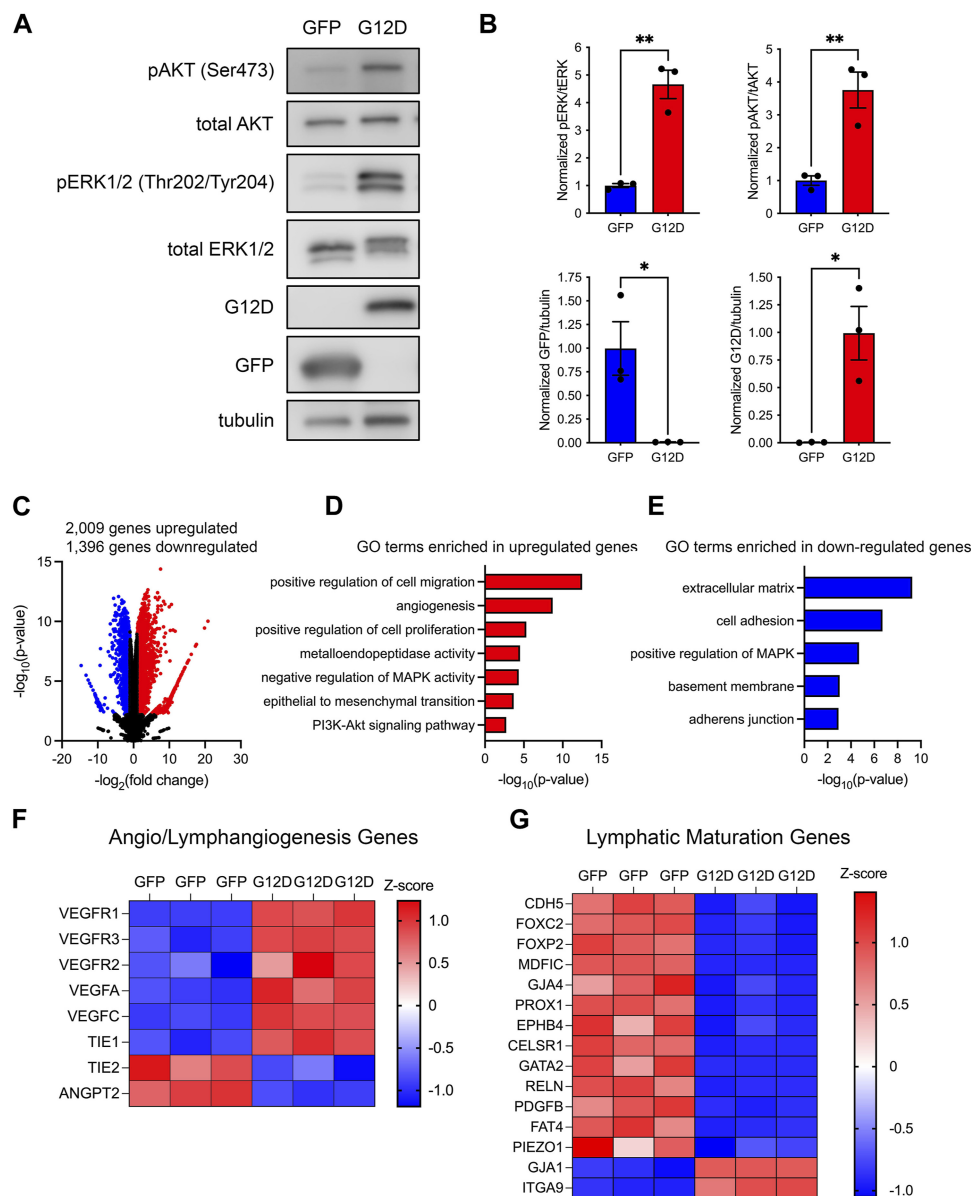 A
GFP G12D
pAKT (Ser473)
total AKT
pERK1/2 (Thr202/Tyr204)
total ERK1/2
G12D
GFP
tubulin
B
Normalized pERK/tERK
6
5
4
3
2
1
0
**
GFP G12D
Normalized pAKT/tAKT
5
4
3
2
1
0
**
GFP G12D
Normalized GFP/tubulin
1.75
1.50
1.25
1.00
0.75
0.50
0.25
0.00
*
GFP G12D
Normalized G12D/tubulin
1.75
1.50
1.25
1.00
0.75
0.50
0.25
0.00
*
GFP G12D
C
2,009 genes upregulated
1,396 genes downregulated
-log10(p-value)
15
10
5
0
-20 -10 0 10 20 30
-log2(fold change)
D
GO terms enriched in upregulated genes
positive regulation of cell migration
angiogenesis
positive regulation of cell proliferation
metalloendopeptidase activity
negative regulation of MAPK activity
epithelial to mesenchymal transition
PI3K-Akt signaling pathway
0 5 10 15
-log10(p-value)
E
GO terms enriched in down-regulated genes
extracellular matrix
cell adhesion
positive regulation of MAPK
basement membrane
adherens junction
0 2 4 6 8 10
-log10(p-value)
F
Angio/Lymphangiogenesis Genes
GFP GFP GFP G12D G12D G12D
VEGFR1
VEGFR3
VEGFR2
VEGFA
VEGFC
TIE1
TIE2
ANGPT2
Z-score
1.0
0.5
0
-0.5
-1.0
G
Lymphatic Maturation Genes
GFP GFP GFP G12D G12D G12D
CDH5
FOXC2
FOXP2
MDFIC
GJA4
PROX1
EPHB4
CELSR1
GATA2
RELN
PDGFB
FAT4
PIEZO1
GJA1
ITGA9
Z-score
1.0
0.5
0
-0.5
-1.0